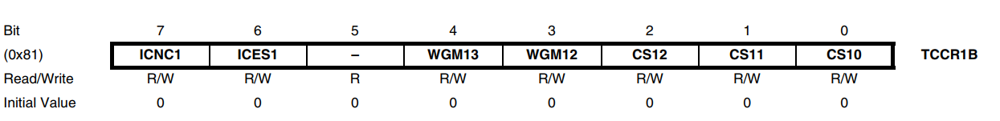 Bit 7 6 5 4 3 2 1 0
(0x81) ICNC1 ICES1 – WGM13 WGM12 CS12 CS11 CS10 TCCR1B
Read/Write R/W R/W R R/W R/W R/W R/W R/W
Initial Value 0 0 0 0 0 0 0 0